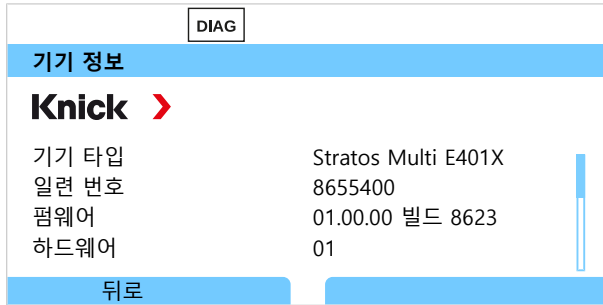 DIAG
기기 정보
Knick
기기 타입 Stratos Multi E401X
일련 번호 8655400
펌웨어 01.00.00 빌드 8623
하드웨어 01
뒤로